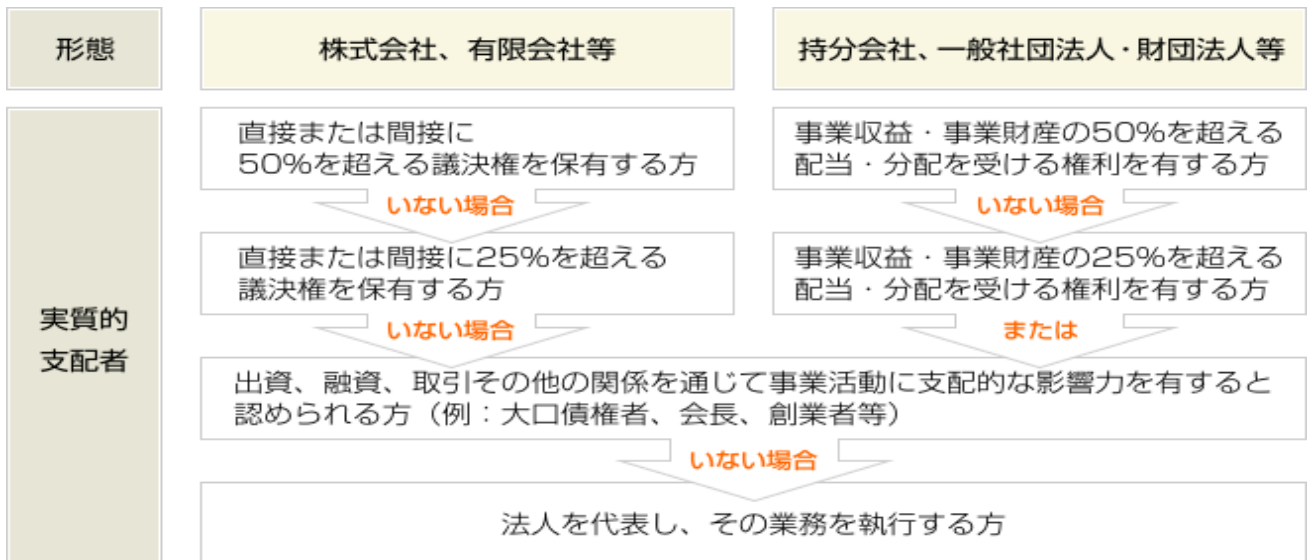 形態
株式会社、有限会社等
持分会社、一般社団法人・財団法人等
実質的
支配者
直接または間接に
50%を超える議決権を保有する方
事業収益・事業財産の50%を超える
配当・分配を受ける権利を有する方
いない場合
いない場合
直接または間接に25%を超える
議決権を保有する方
事業収益・事業財産の25%を超える
配当・分配を受ける権利を有する方
いない場合
または
出資、融資、取引その他の関係を通じて事業活動に支配的な影響力を有すると
認められる方（例：大口債権者、会長、創業者等）
いない場合
法人を代表し、その業務を執行する方